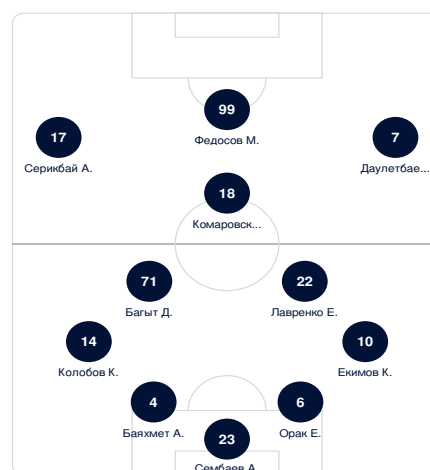 99
Федосов М.
17
Серикбай А.
7
Даулетбае...
18
Комаровск...
71
Багыт Д.
22
Лавренко Е.
14
Колобов К.
10
Екимов К.
4
Баяхмет А.
6
Орак Е.
23
Сембаев А.